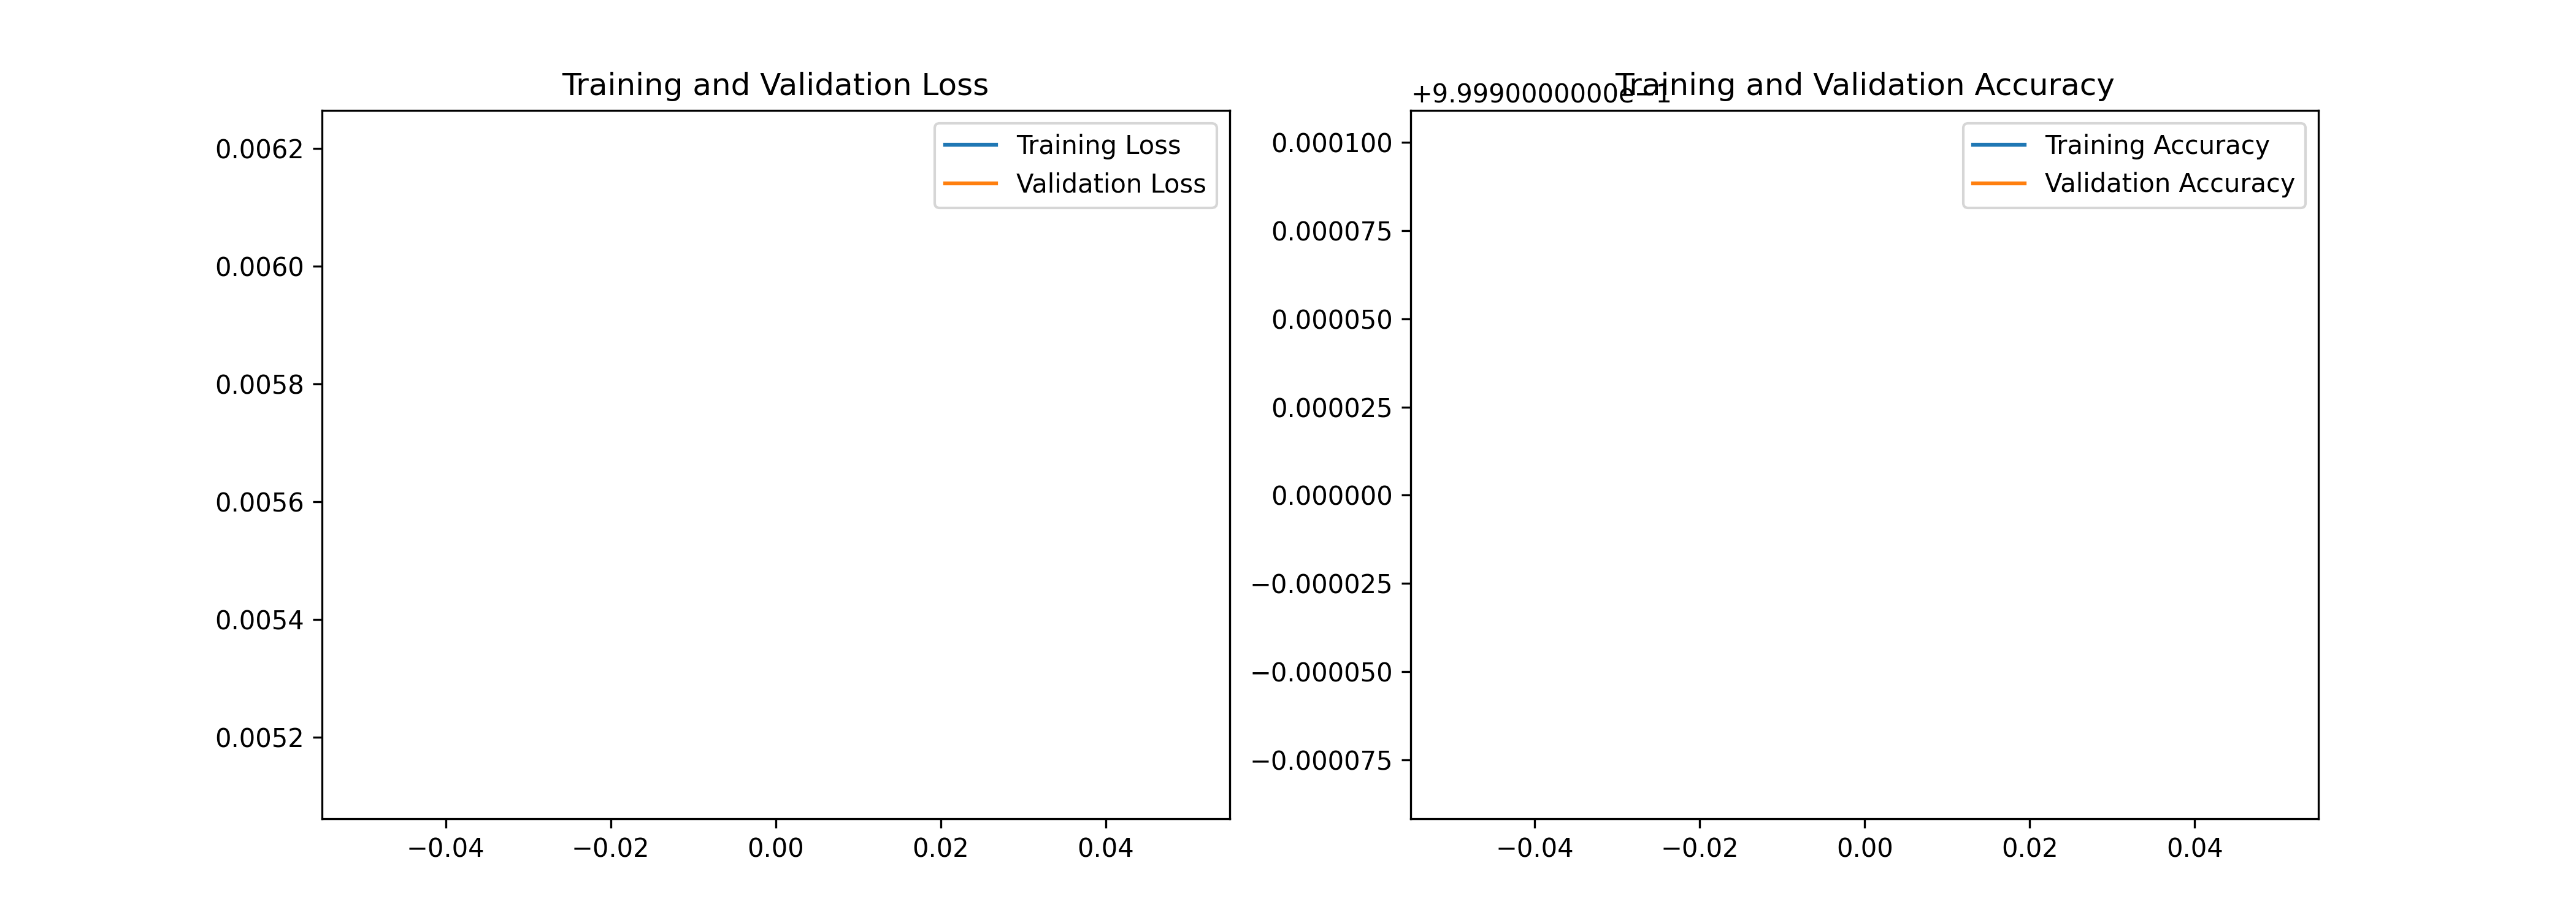 Training and Validation Loss
Training Loss
Validation Loss
0.0062
0.0060
0.0058
0.0056
0.0054
0.0052
−0.04 −0.02 0.00 0.02 0.04
Training and Validation Accuracy
+9.9990000000e−1
Training Accuracy
Validation Accuracy
0.000100
0.000075
0.000050
0.000025
0.000000
−0.000025
−0.000050
−0.000075
−0.04 −0.02 0.00 0.02 0.04